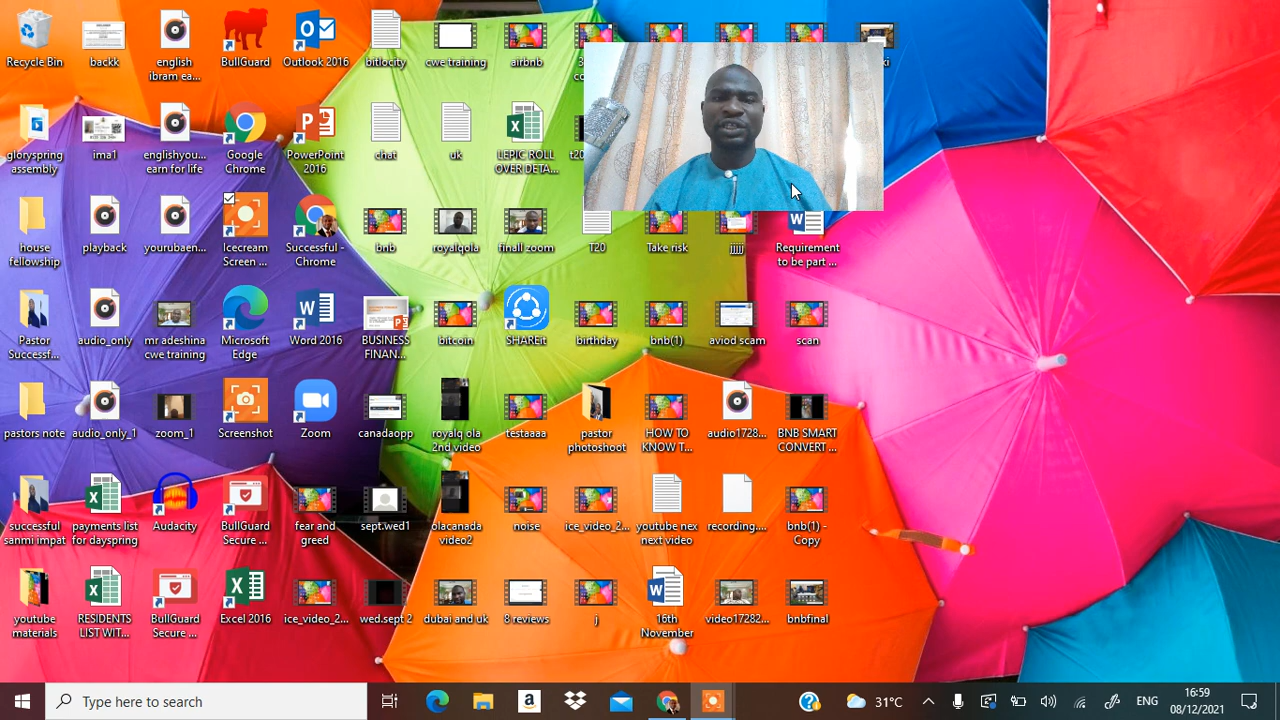 Recycle Bin
backk
english
ibram ea...
BullGuard
Outlook 2016
bitlocity
cwe training
airbnb
gloryspring
assembly
ima1
englishyou...
earn for life
Google
Chrome
PowerPoint
2016
chat
uk
LEPIC ROLL
OVER DETA...
house
fellowship
playback
yourubaen...
Icecream
Screen ...
Successful -
Chrome
bnb
royalqola
finall zoom
T20
Take risk
jjjjj
Requirement
to be part ...
Pastor
Successf...
audio_only
mr adeshina
cwe training
Microsoft
Edge
Word 2016
BUSINESS
FINAN...
bitcoin
SHAREit
birthday
bnb(1)
aviod scam
scan
pastors note
audio_only_1
zoom_1
Screenshot
Zoom
canadaopp
royalq ola
2nd video
testaaaa
pastor
photoshoot
HOW TO
KNOW T...
audio1728...
BNB SMART
CONVERT ...
successful
sanmi impat
payments list
for dayspring
Audacity
BullGuard
Secure ...
fear and
greed
sept.wed1
olacanada
video2
noise
ice_video_2...
youtube nex
next video
recording....
bnb(1) -
Copy
youtube
materials
RESIDENTS
LIST WIT...
BullGuard
Secure ...
Excel 2016
ice_video_2...
wed.sept 2
dubai and uk
8 reviews
j
16th
November
video17282...
bnbfinal
Type here to search
31°C
ENG
16:59
08/12/2021